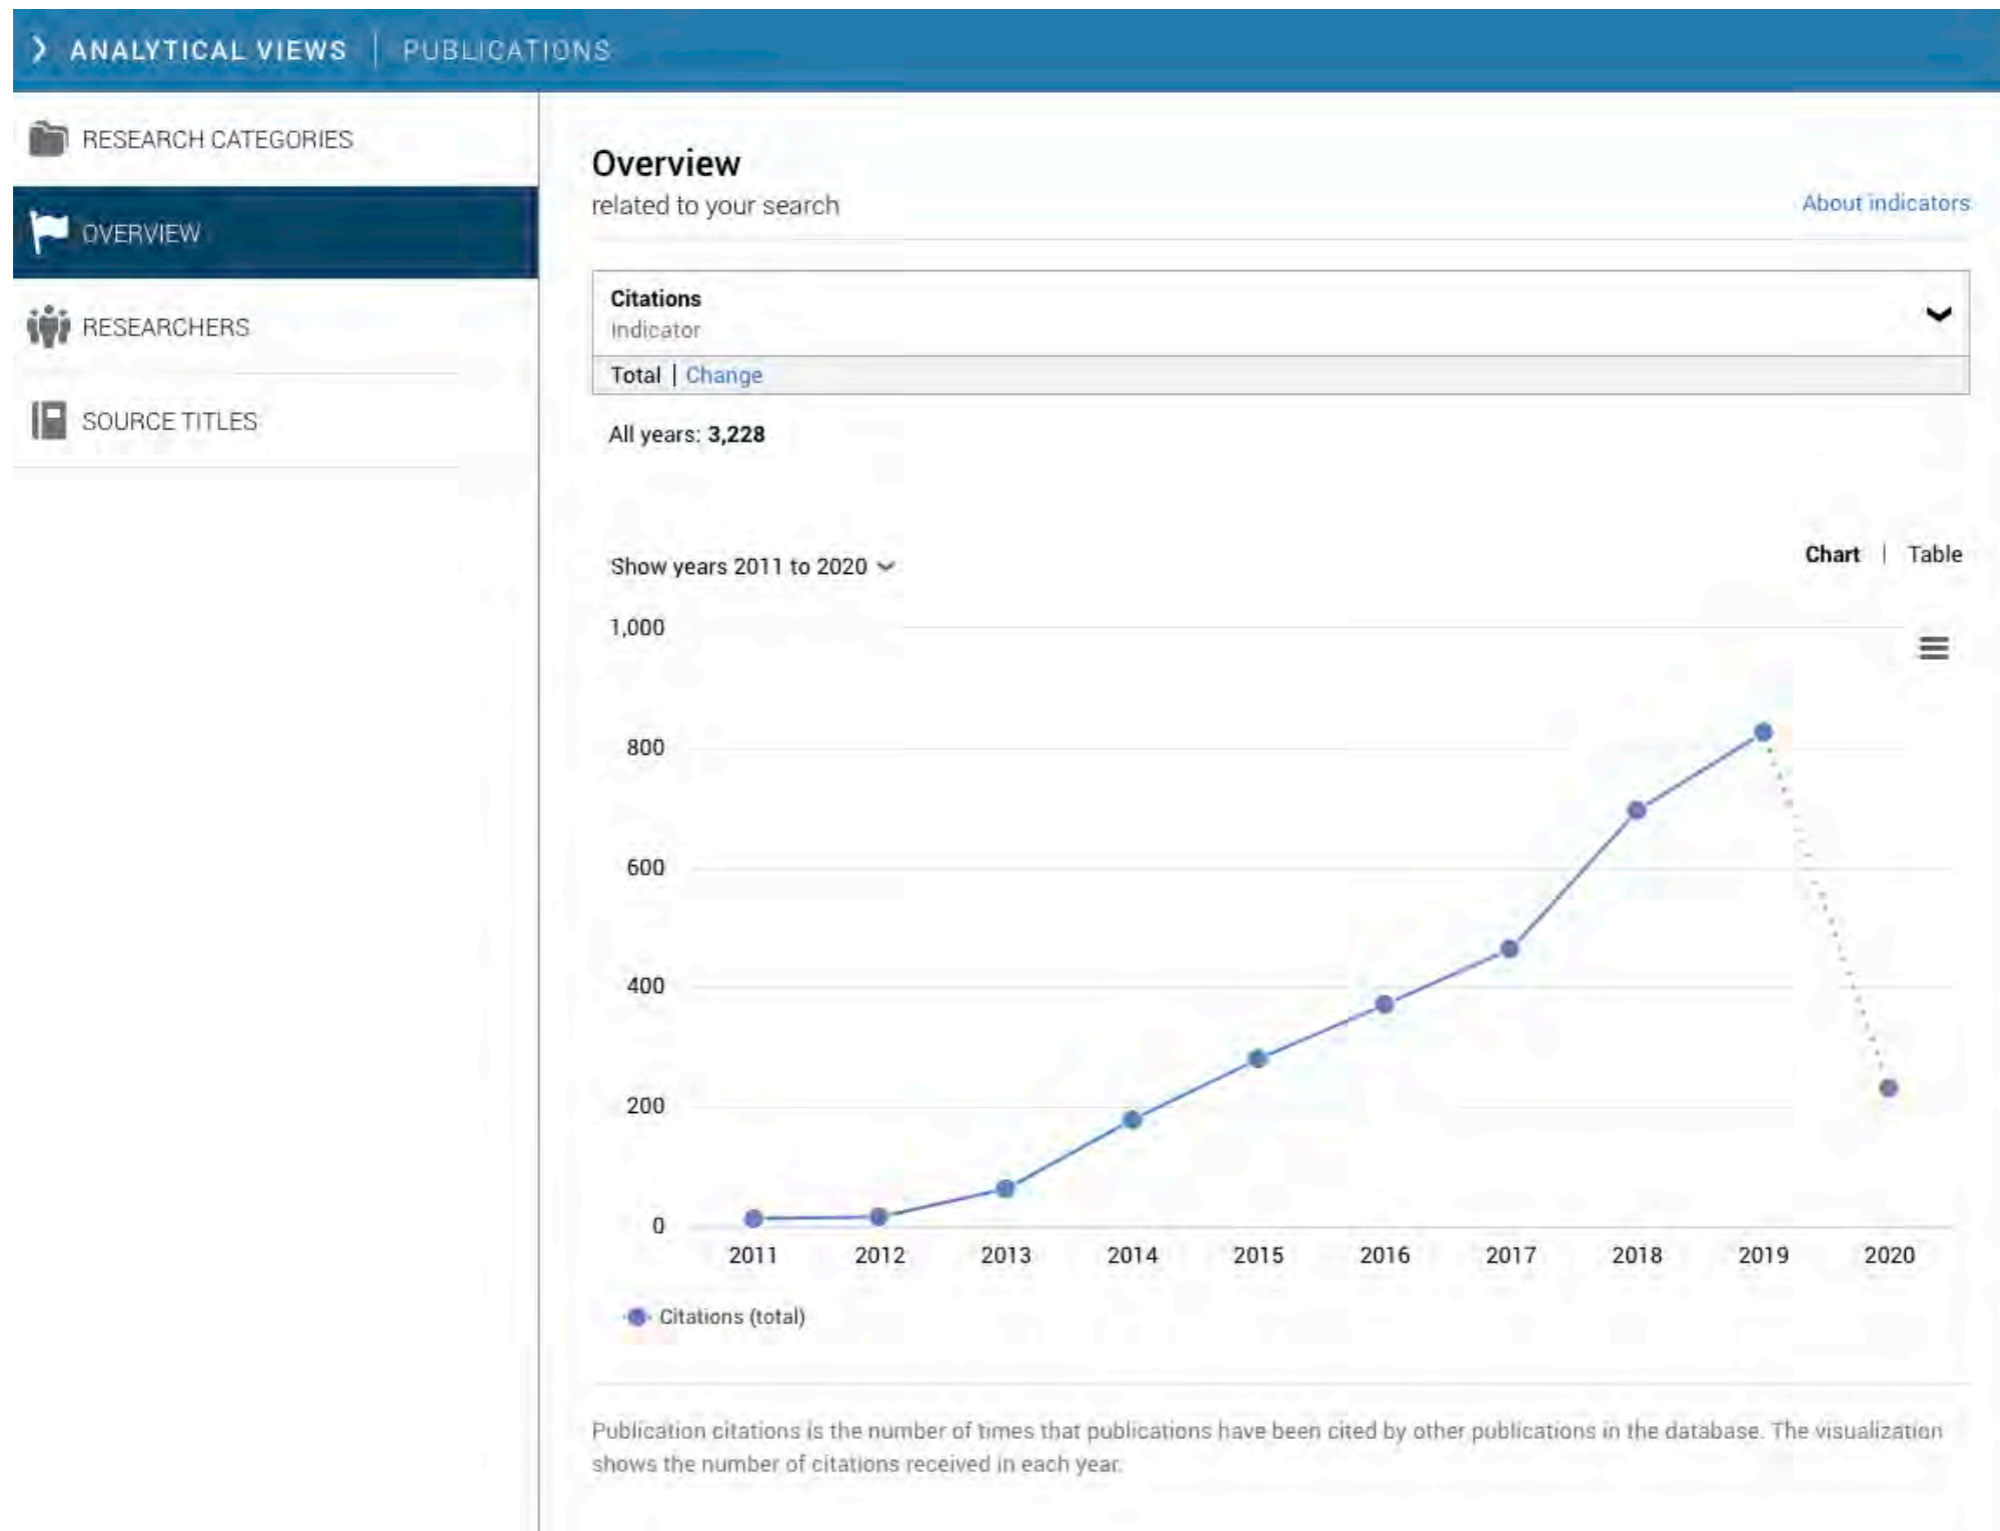 ANALYTICAL VIEWS | PUBLICATIONS
RESEARCH CATEGORIES
OVERVIEW
RESEARCHERS
SOURCE TITLES
Overview
related to your search
About indicators
Citations
Indicator
Total | Change
All years: 3,228
Show years 2011 to 2020
Chart | Table
1,000
800
600
400
200
0
2011 2012 2013 2014 2015 2016 2017 2018 2019 2020
Citations (total)
Publication citations is the number of times that publications have been cited by other publications in the database. The visualization
shows the number of citations received in each year.